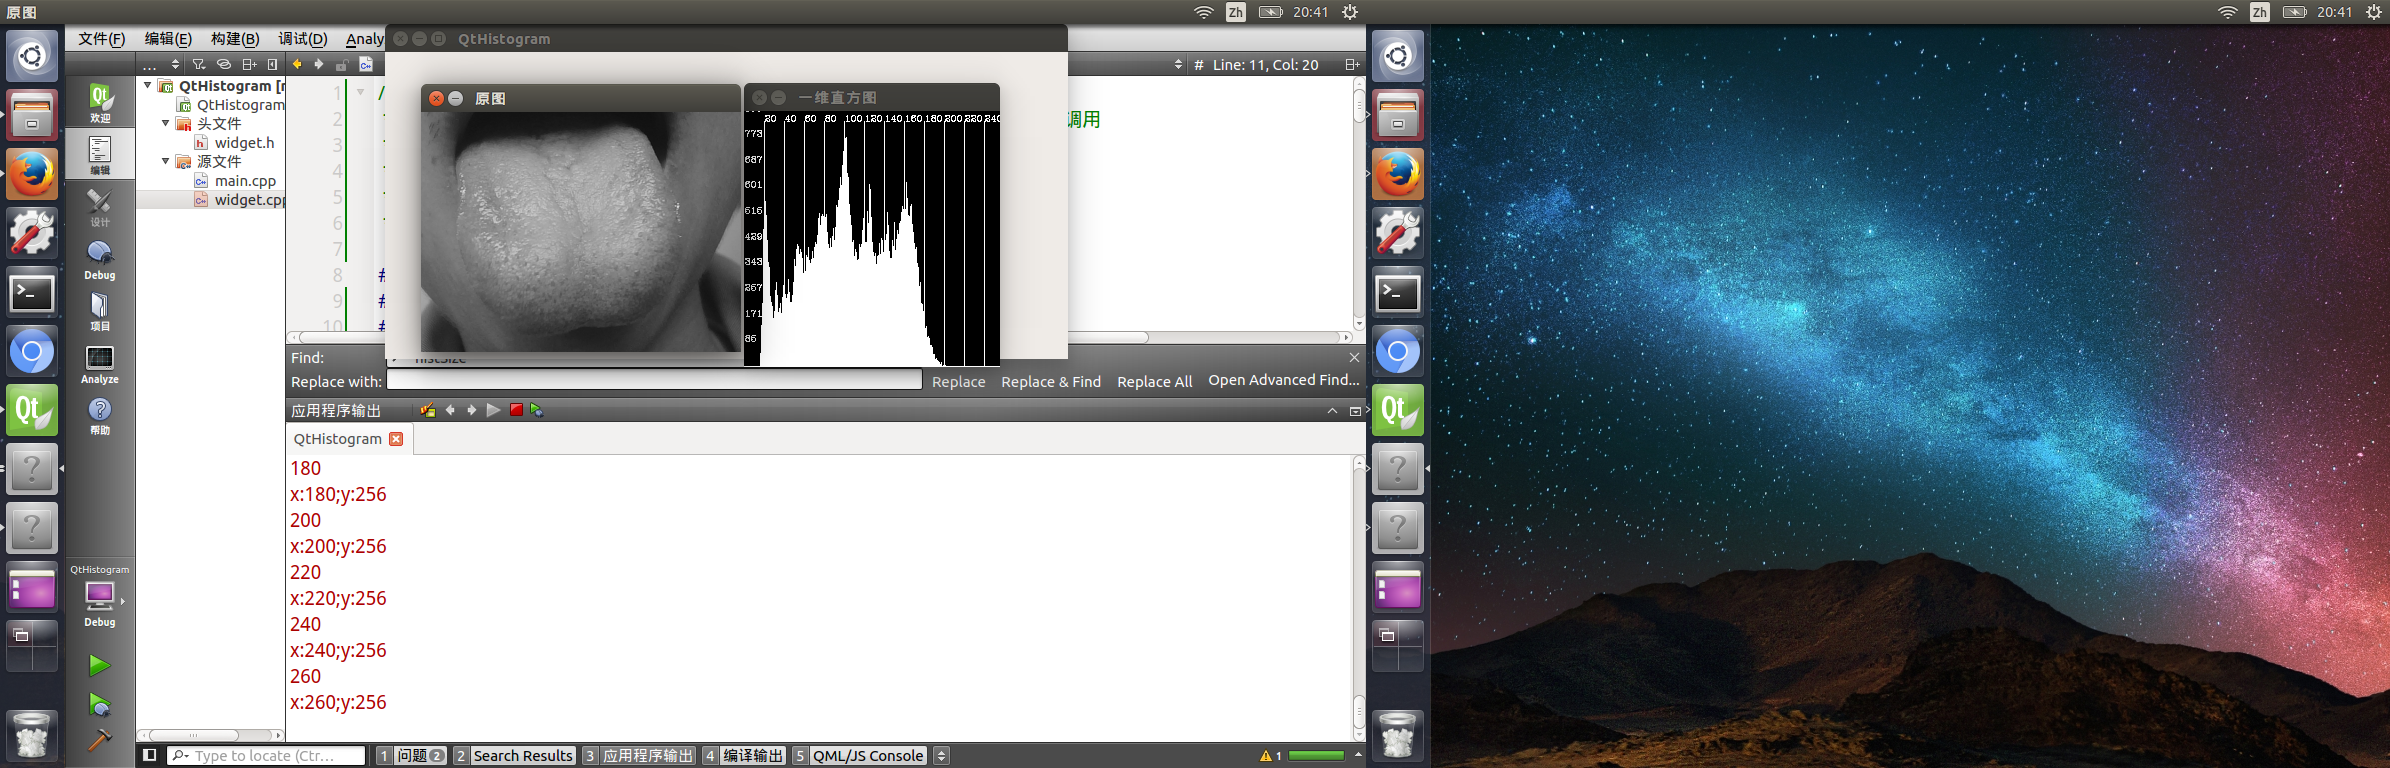 原图
Zh
20:41
Zh
20:41
文件(F) 编辑(E) 构建(B) 调试(D) Analy
QtHistogram
# Line: 11, Col: 20
欢迎
编辑
设计
Debug
项目
Analyze
帮助
QtHistogram
Debug
QtHistogram [r
QtHistogram
头文件
widget.h
源文件
main.cpp
widget.cpp
1 /
2
3
4
5
6
7
8 #
9 #
10 #
调用
原图
一维直方图
20 40 60 80 100 120 140 160 180 200 220 240
773
687
601
343
171
86
Find: histSize
Replace with:
Replace Replace & Find Replace All Open Advanced Find...
应用程序输出
QtHistogram
180
x:180;y:256
200
x:200;y:256
220
x:220;y:256
240
x:240;y:256
260
x:260;y:256
Type to locate (Ctr...
1 问题 2
2 Search Results
3 应用程序输出
4 编译输出
5 QML/JS Console
1